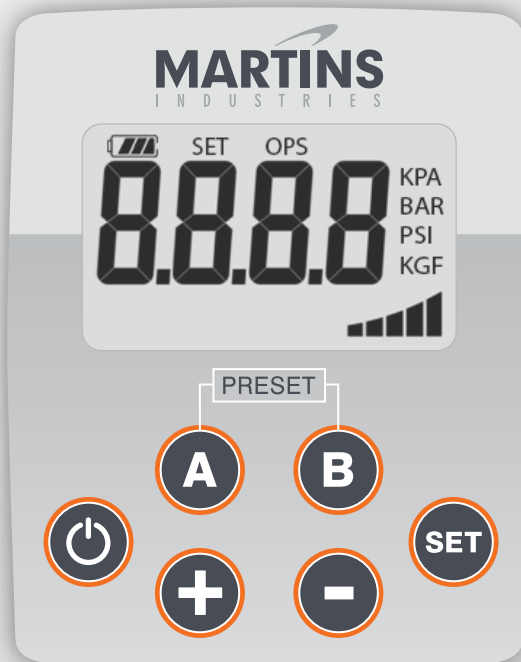 MARTINS
INDUSTRIES
SET OPS
8.8.8.8
KPA
BAR
PSI
KGF
PRESET
A B
SET
+ -